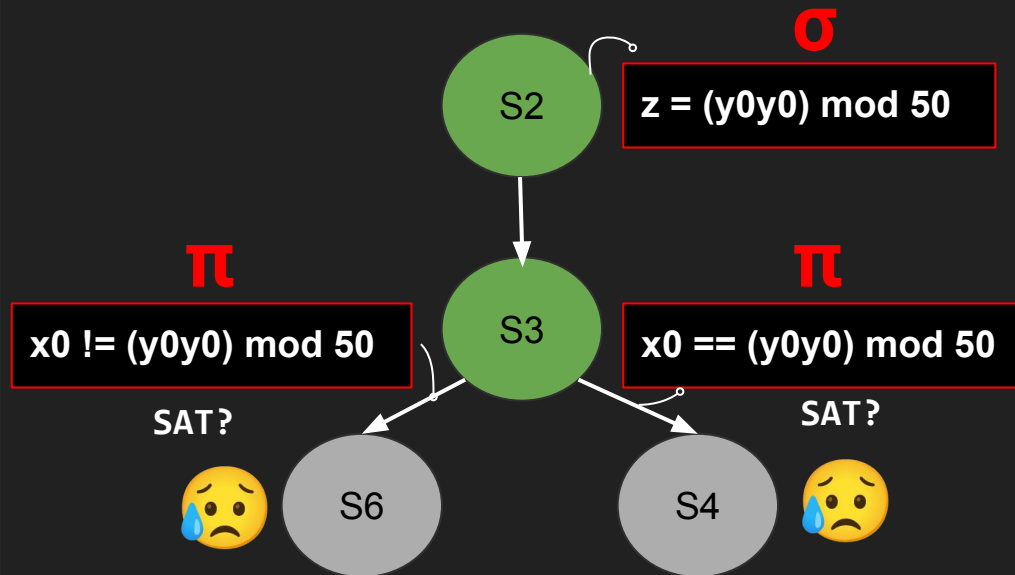 σ
S2
z = (y0y0) mod 50
π
π
x0 != (y0y0) mod 50
S3
x0 == (y0y0) mod 50
SAT?
SAT?
S6
S4